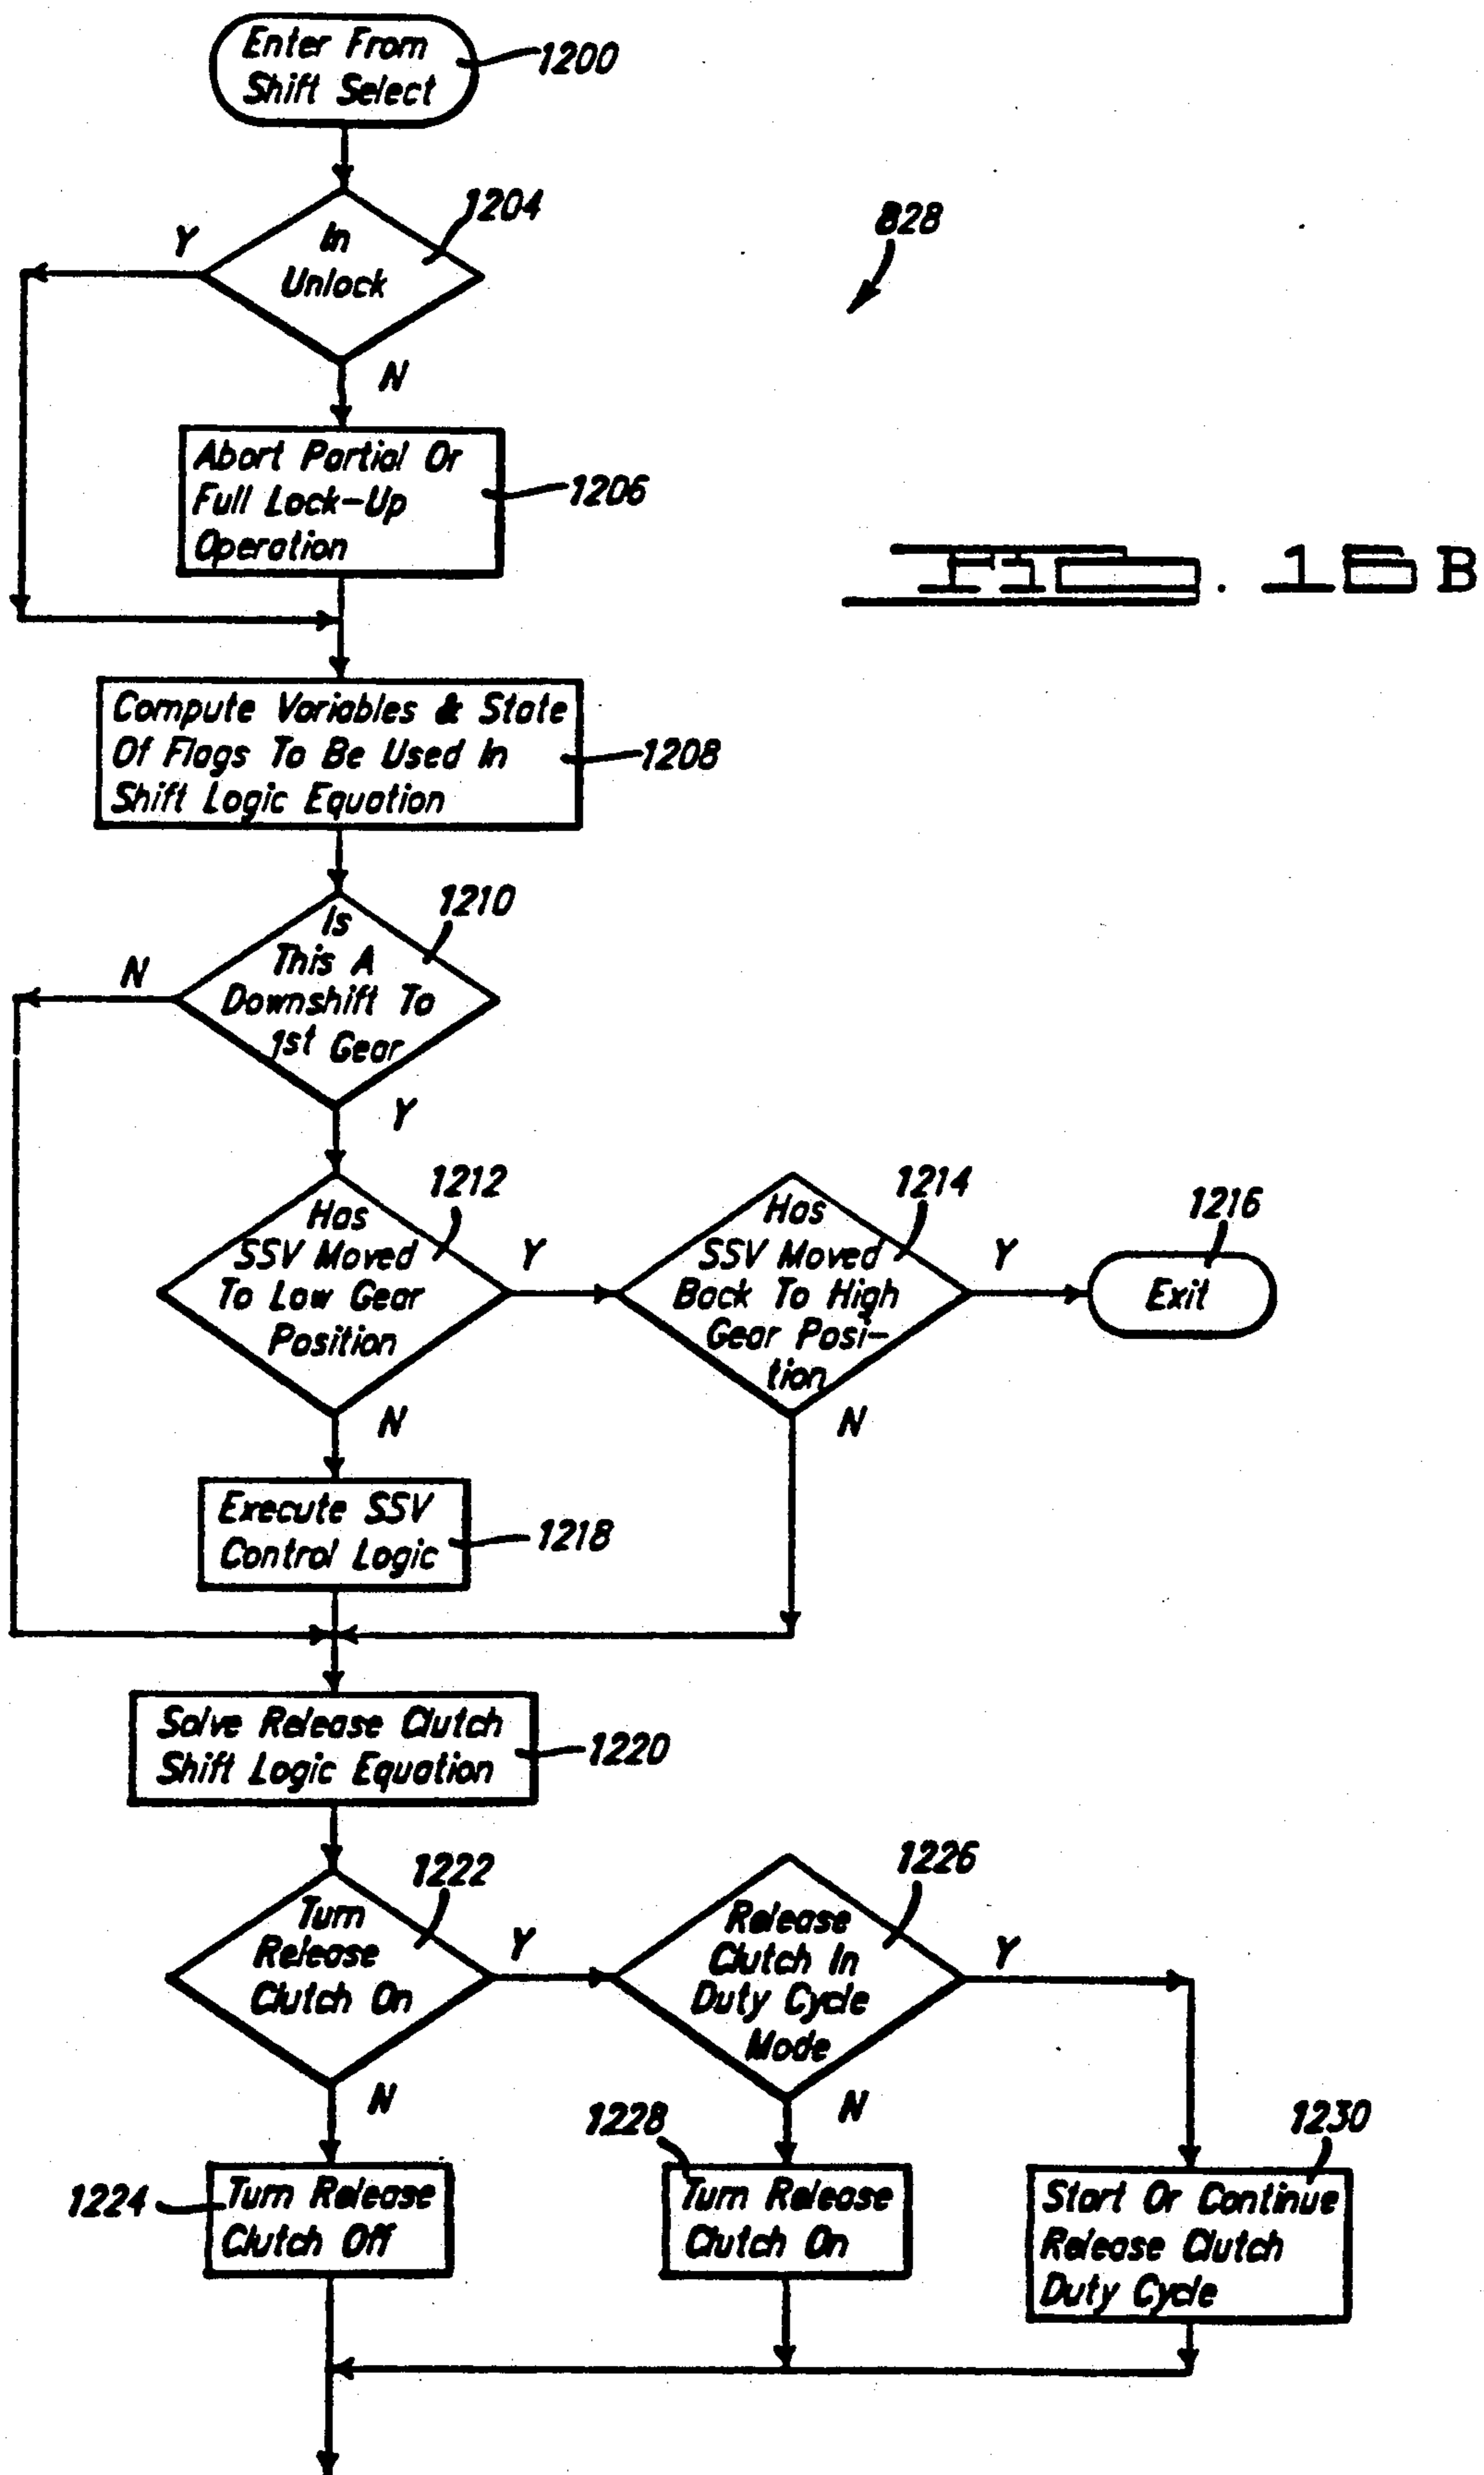 Enter From
Shift Select
1200
1204
Y
In
Unlock
828
N
Abort Partial Or
Full Lock-Up
Operation
1206
Compute Variables & State
Of Flags To Be Used In
Shift Logic Equation
1208
1210
N
Is
This A
Downshift To
1st Gear
Y
1212
Has
SSV Moved
To Low Gear
Position
Y
1214
Has
SSV Moved
Back To High
Gear Posi-
tion
Y
1216
Exit
N
N
Execute SSV
Control Logic
1218
Solve Release Clutch
Shift Logic Equation
1220
1222
Turn
Release
Clutch On
Y
1226
Release
Clutch In
Duty Cycle
Mode
Y
N
N
1224
Turn Release
Clutch Off
1228
Turn Release
Clutch On
1230
Start Or Continue
Release Clutch
Duty Cycle